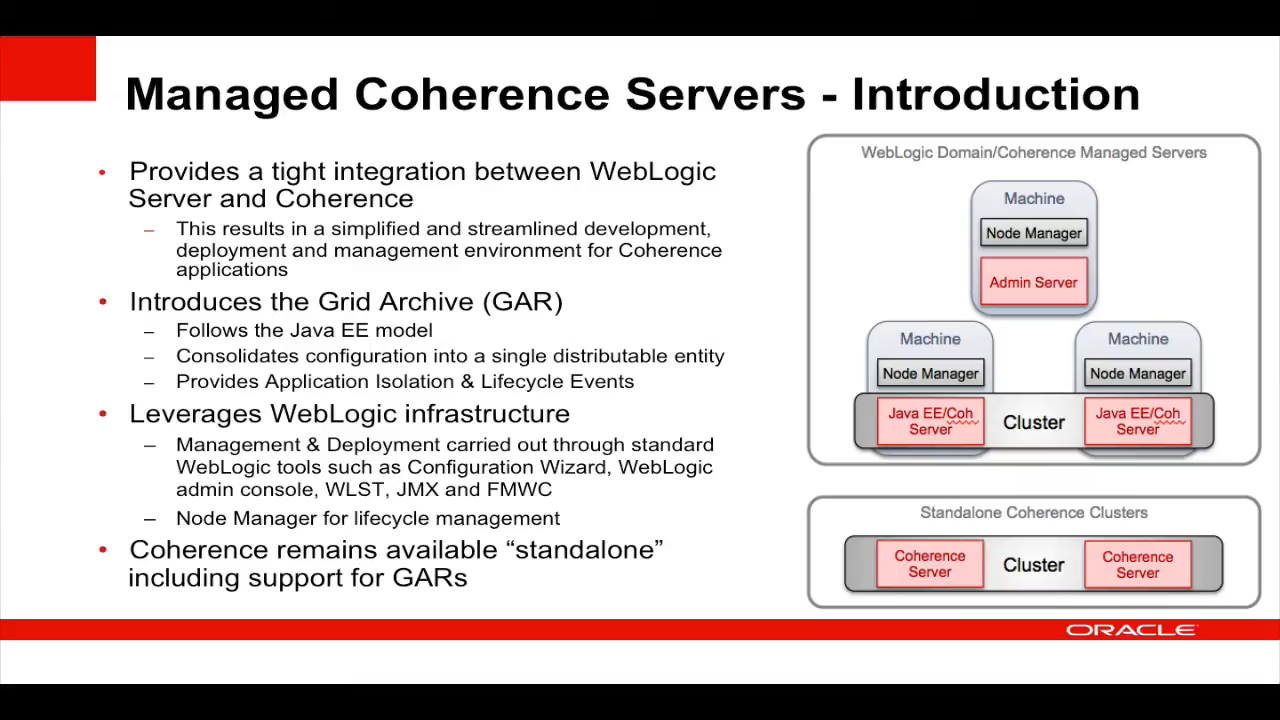 Managed Coherence Servers - Introduction
• Provides a tight integration between WebLogic
Server and Coherence
– This results in a simplified and streamlined development,
deployment and management environment for Coherence
applications
• Introduces the Grid Archive (GAR)
– Follows the Java EE model
– Consolidates configuration into a single distributable entity
– Provides Application Isolation & Lifecycle Events
• Leverages WebLogic infrastructure
– Management & Deployment carried out through standard
WebLogic tools such as Configuration Wizard, WebLogic
admin console, WLST, JMX and FMWC
– Node Manager for lifecycle management
• Coherence remains available “standalone”
including support for GARs
WebLogic Domain/Coherence Managed Servers
Machine
Node Manager
Admin Server
Machine
Node Manager
Java EE/Coh
Server
Cluster
Machine
Node Manager
Java EE/Coh
Server
Standalone Coherence Clusters
Coherence
Server
Cluster
Coherence
Server
ORACLE